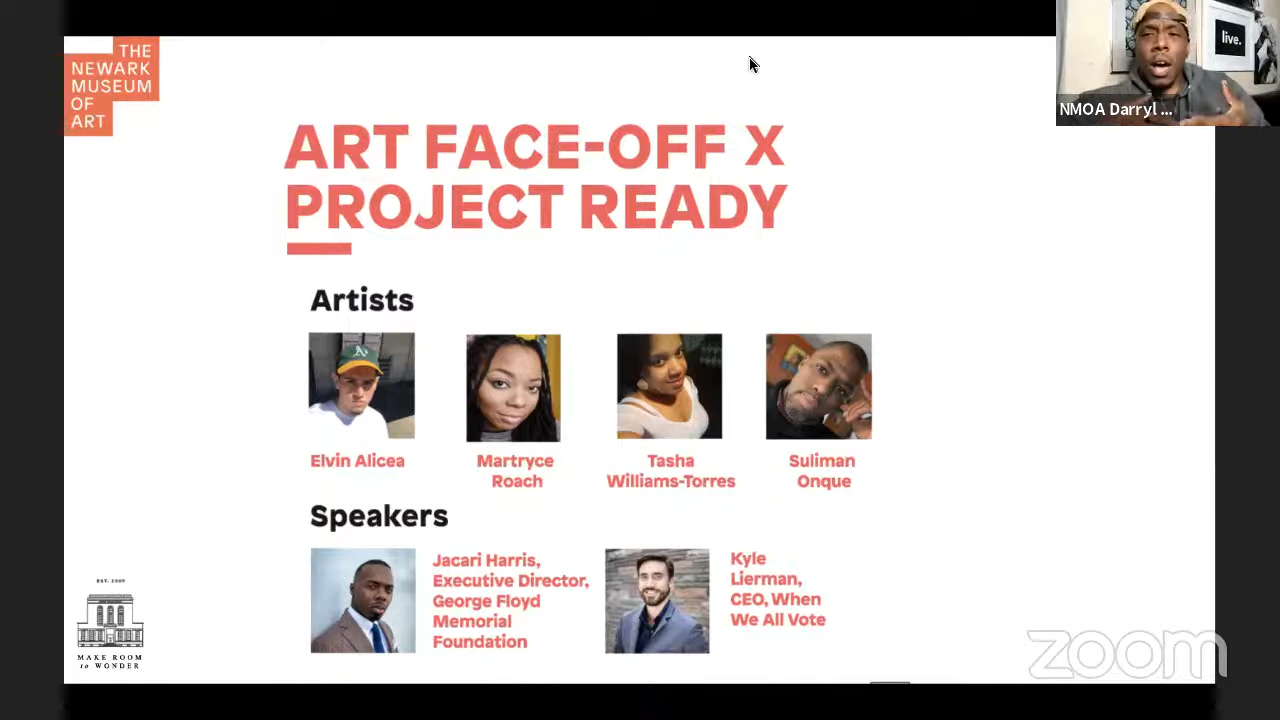 THE
NEWARK
MUSEUM
OF
ART
live.
NMOA Darryl ...
ART FACE-OFF X
PROJECT READY
Artists
A's
Elvin Alicea
Martryce
Roach
Tasha
Williams-Torres
Suliman
Onque
Speakers
Jacari Harris,
Executive Director,
George Floyd
Memorial
Foundation
Kyle
Lierman,
CEO, When
We All Vote
EST. 1909
MAKE ROOM
to WONDER
zoom